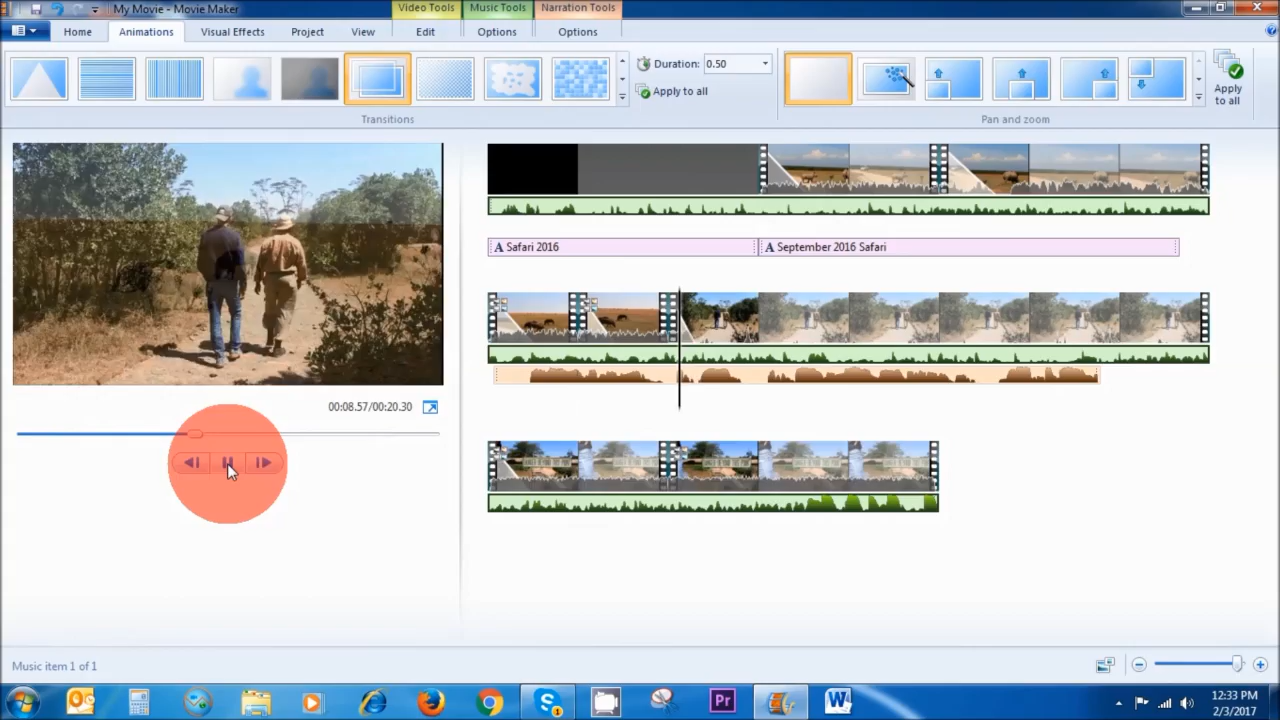 My Movie - Movie Maker
Video Tools
Music Tools
Narration Tools
Home
Animations
Visual Effects
Project
View
Edit
Options
Options
Duration: 0.50
Apply to all
Apply to all
Transitions
Pan and zoom
A Safari 2016
A September 2016 Safari
00:08.57/00:20.30
Music item 1 of 1
Pr
W
12:33 PM
2/3/2017